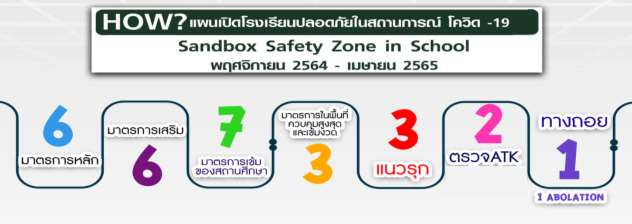 HOW? แผนเปิดโรงเรียนปลอดภัยในสถานการณ์ โควิด -19
Sandbox Safety Zone in School
พฤศจิกายน 2564 - เมษายน 2565
6
มาตรการหลัก
มาตรการเสริม
6
7
มาตรการเข้ม
ของสถานศึกษา
มาตรการในพื้นที่
ควบคุมสูงสุด
และเข้มงวด
3
3
แนวรุก
2
ตรวจATK
ทางถอย
1
1 ABOLATION